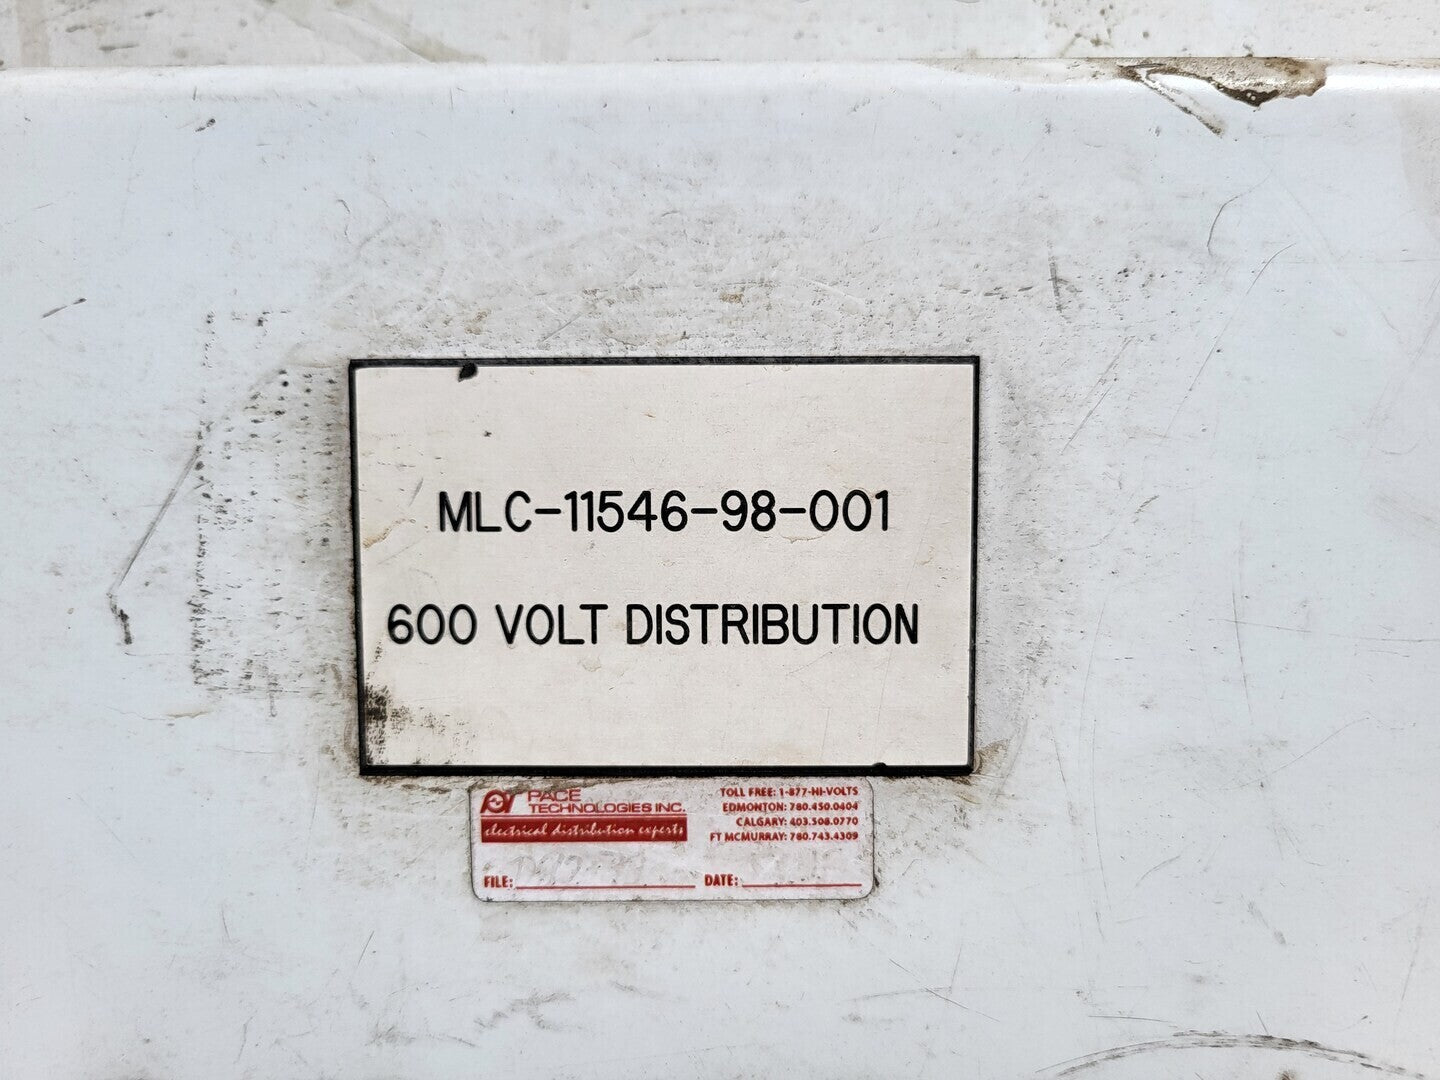 MLC-11546-98-001
600 VOLT DISTRIBUTION
PACE
TECHNOLOGIES INC.
electrical distribution experts
TOLL FREE: 1-877-HI-VOLTS
EDMONTON: 780.450.0404
CALGARY: 403.508.0770
FT MCMURRAY: 780.743.4309
FILE:
DATE: